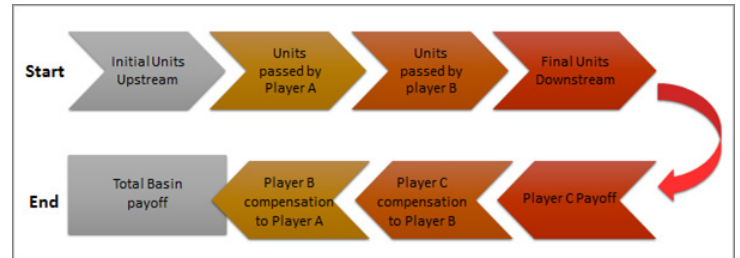 Start
Initial Units
Upstream
Units
passed by
Player A
Units
passed by
player B
Final Units
Downstream
End
Total Basin
payoff
Player B
compensation
to Player A
Player C
compensation
to Player B
Player C Payoff